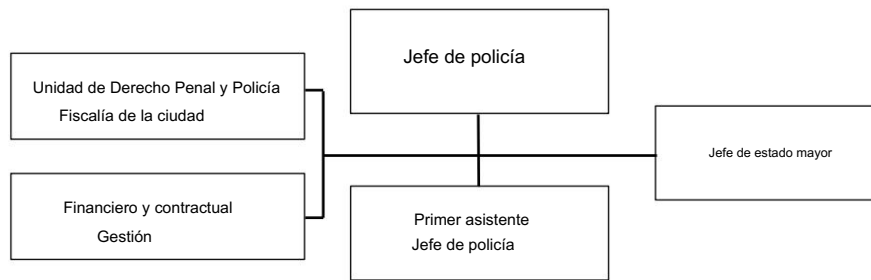 Jefe de policía
Unidad de Derecho Penal y Policía
Fiscalía de la ciudad
Jefe de estado mayor
Financiero y contractual
Gestión
Primer asistente
Jefe de policía